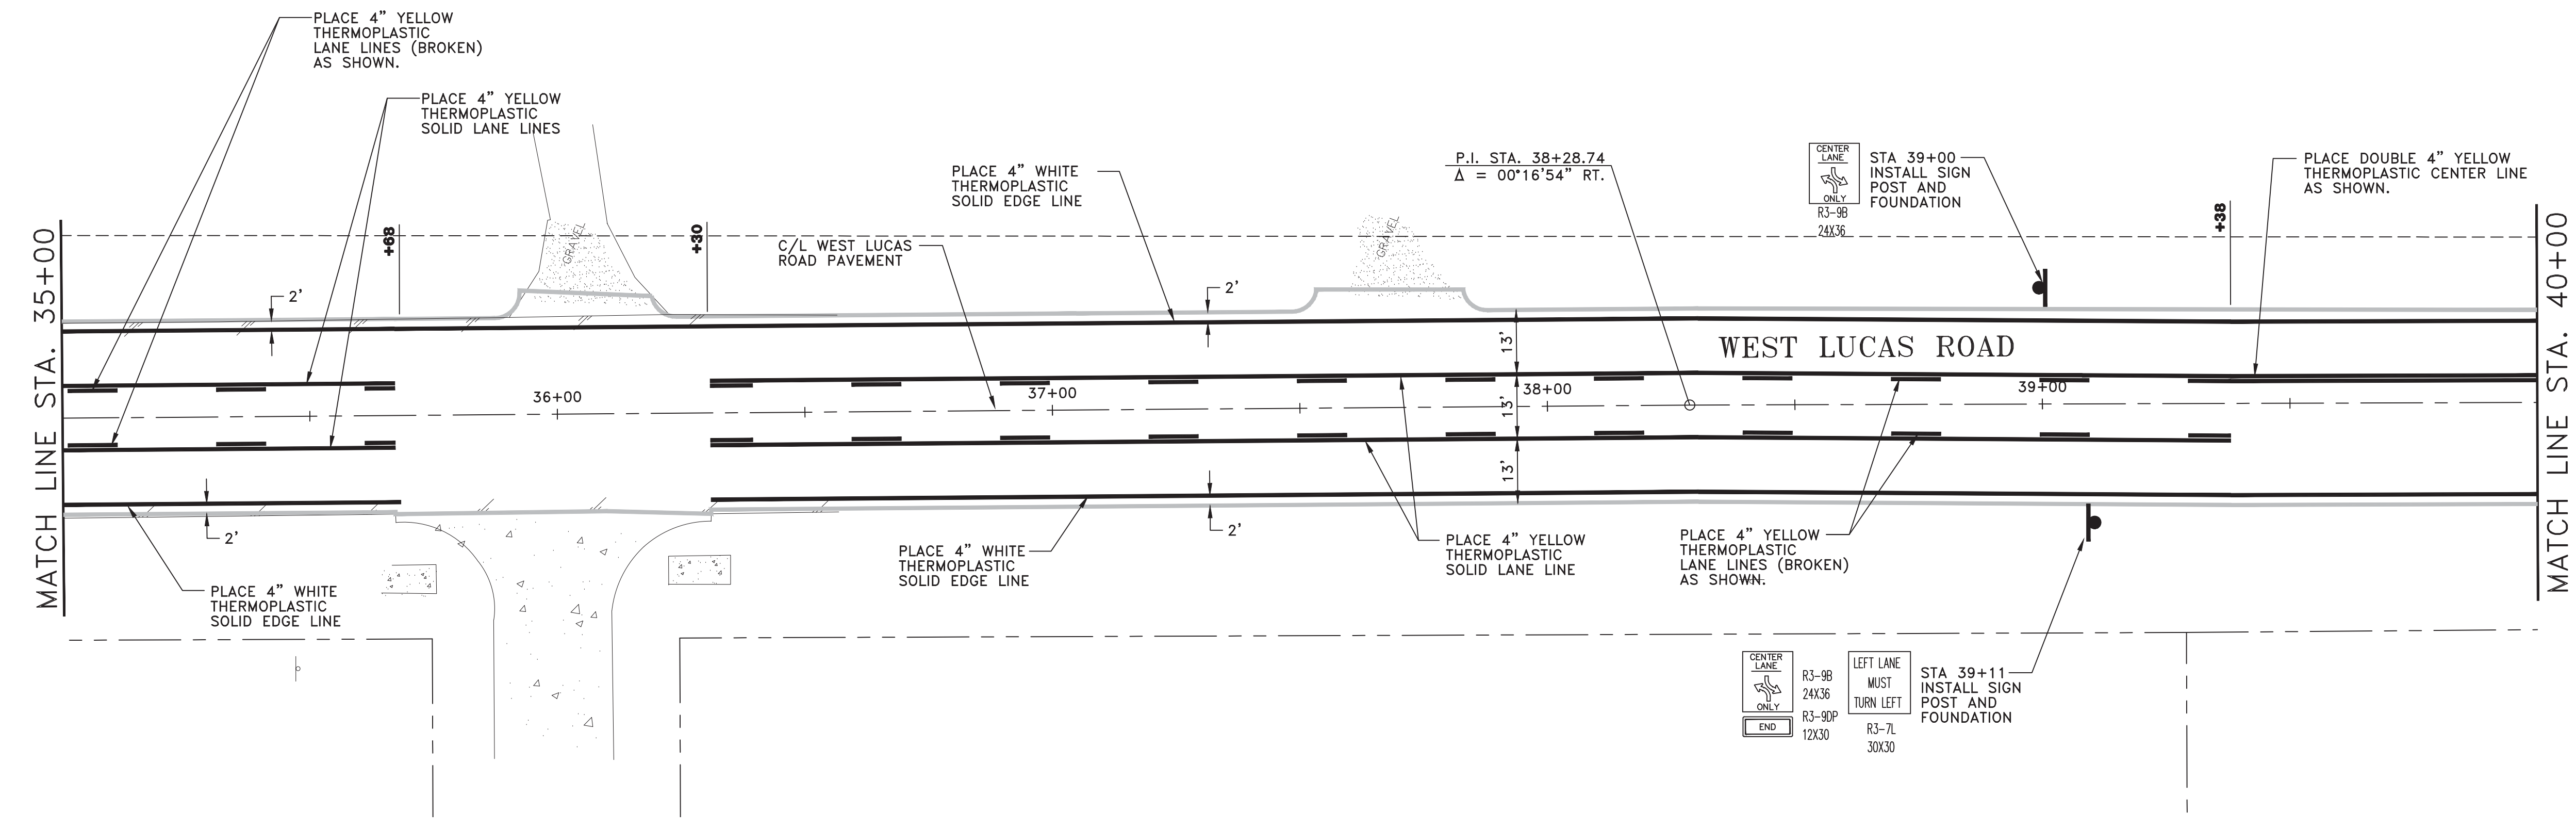 PLACE 4” YELLOW
THERMOPLASTIC
LANE LINES (BROKEN)
AS SHOWN.
PLACE 4” YELLOW
THERMOPLASTIC
SOLID LANE LINES
PLACE 4” WHITE
THERMOPLASTIC
SOLID EDGE LINE
C/L WEST LUCAS
ROAD PAVEMENT
P.I. STA. 38+28.74
Δ = 00°16'54” RT.
CENTER
LANE
ONLY
R3-9B
24X36
STA 39+00
INSTALL SIGN
POST AND
FOUNDATION
PLACE DOUBLE 4” YELLOW
THERMOPLASTIC CENTER LINE
AS SHOWN.
MATCH LINE STA. 35+00
+68
+30
+38
GRAVEL
GRAVEL
2'
2'
13'
13'
13'
WEST LUCAS ROAD
36+00
37+00
38+00
39+00
MATCH LINE STA. 40+00
2'
2'
PLACE 4” WHITE
THERMOPLASTIC
SOLID EDGE LINE
PLACE 4” WHITE
THERMOPLASTIC
SOLID EDGE LINE
PLACE 4” YELLOW
THERMOPLASTIC
SOLID LANE LINE
PLACE 4” YELLOW
THERMOPLASTIC
LANE LINES (BROKEN)
AS SHOWN.
CENTER
LANE
ONLY
END
R3-9B
24X36
R3-9DP
12X30
LEFT LANE
MUST
TURN LEFT
R3-7L
30X30
STA 39+11
INSTALL SIGN
POST AND
FOUNDATION